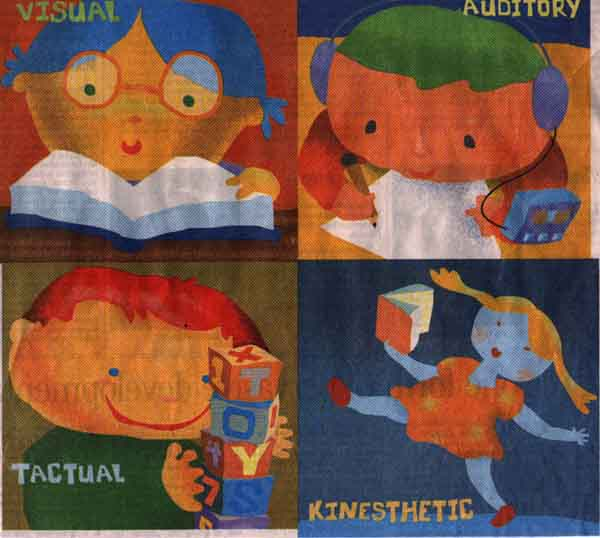 VISUAL
AUDITORY
TACTUAL
T
O
Y
S
KINESTHETIC